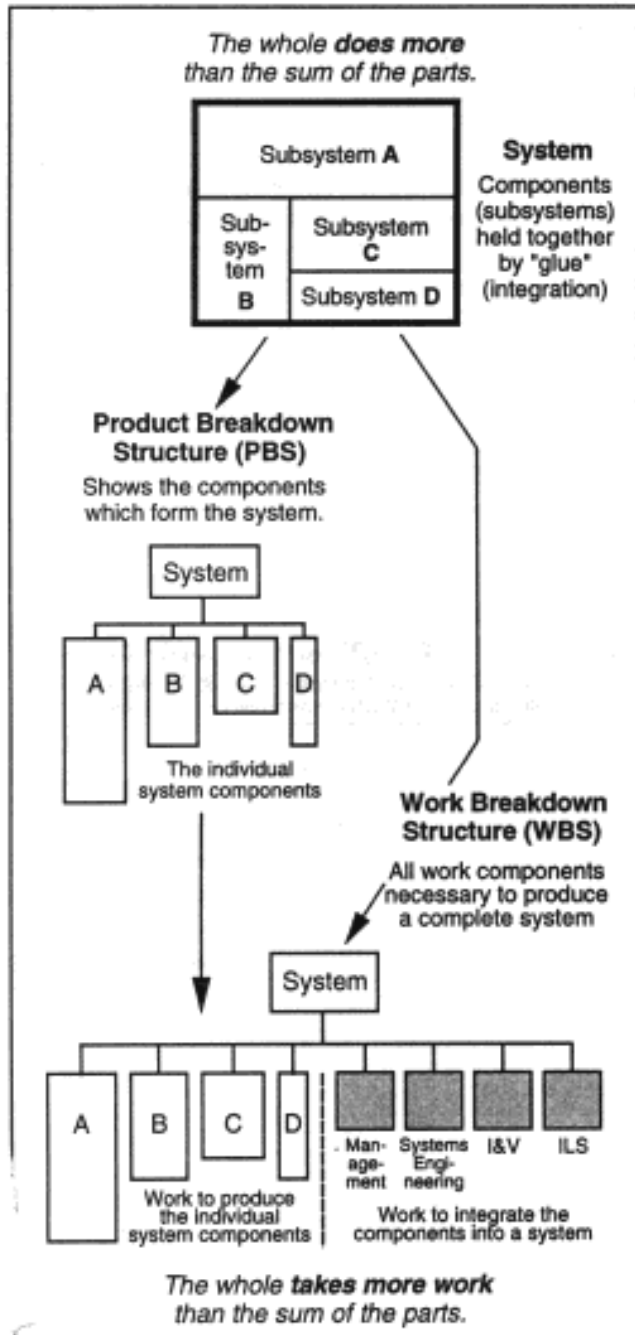 The whole does more
than the sum of the parts.
Subsystem A
Sub-
sys-
tem
B
Subsystem
C
Subsystem D
System
Components
(subsystems)
held together
by "glue"
(integration)
Product Breakdown
Structure (PBS)
Shows the components
which form the system.
System
A
B
C
D
The individual
system components
Work Breakdown
Structure (WBS)
All work components
necessary to produce
a complete system
System
A
B
C
D
Man-
age-
ment
Systems
Engi-
neering
I&V
ILS
Work to produce
the individual
system components
Work to integrate the
components into a system
The whole takes more work
than the sum of the parts.